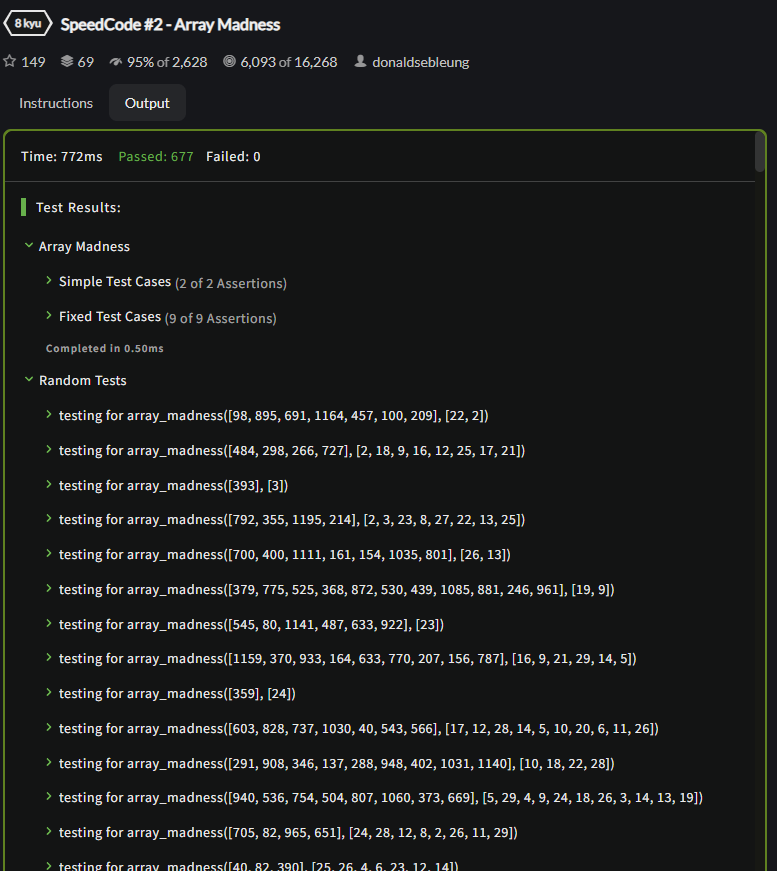 8 kyu SpeedCode #2 - Array Madness
149 69 95% of 2,628 6,093 of 16,268 donaldsebleung
Instructions Output
Time: 772ms Passed: 677 Failed: 0
Test Results:
Array Madness
Simple Test Cases (2 of 2 Assertions)
Fixed Test Cases (9 of 9 Assertions)
Completed in 0.50ms
Random Tests
testing for array_madness([98, 895, 691, 1164, 457, 100, 209], [22, 2])
testing for array_madness([484, 298, 266, 727], [2, 18, 9, 16, 12, 25, 17, 21])
testing for array_madness([393], [3])
testing for array_madness([792, 355, 1195, 214], [2, 3, 23, 8, 27, 22, 13, 25])
testing for array_madness([700, 400, 1111, 161, 154, 1035, 801], [26, 13])
testing for array_madness([379, 775, 525, 368, 872, 530, 439, 1085, 881, 246, 961], [19, 9])
testing for array_madness([545, 80, 1141, 487, 633, 922], [23])
testing for array_madness([1159, 370, 933, 164, 633, 770, 207, 156, 787], [16, 9, 21, 29, 14, 5])
testing for array_madness([359], [24])
testing for array_madness([603, 828, 737, 1030, 40, 543, 566], [17, 12, 28, 14, 5, 10, 20, 6, 11, 26])
testing for array_madness([291, 908, 346, 137, 288, 948, 402, 1031, 1140], [10, 18, 22, 28])
testing for array_madness([940, 536, 754, 504, 807, 1060, 373, 669], [5, 29, 4, 9, 24, 18, 26, 3, 14, 13, 19])
testing for array_madness([705, 82, 965, 651], [24, 28, 12, 8, 2, 26, 11, 29])
testing for array_madness([40, 82, 390], [25, 26, 4, 6, 23, 12, 14])